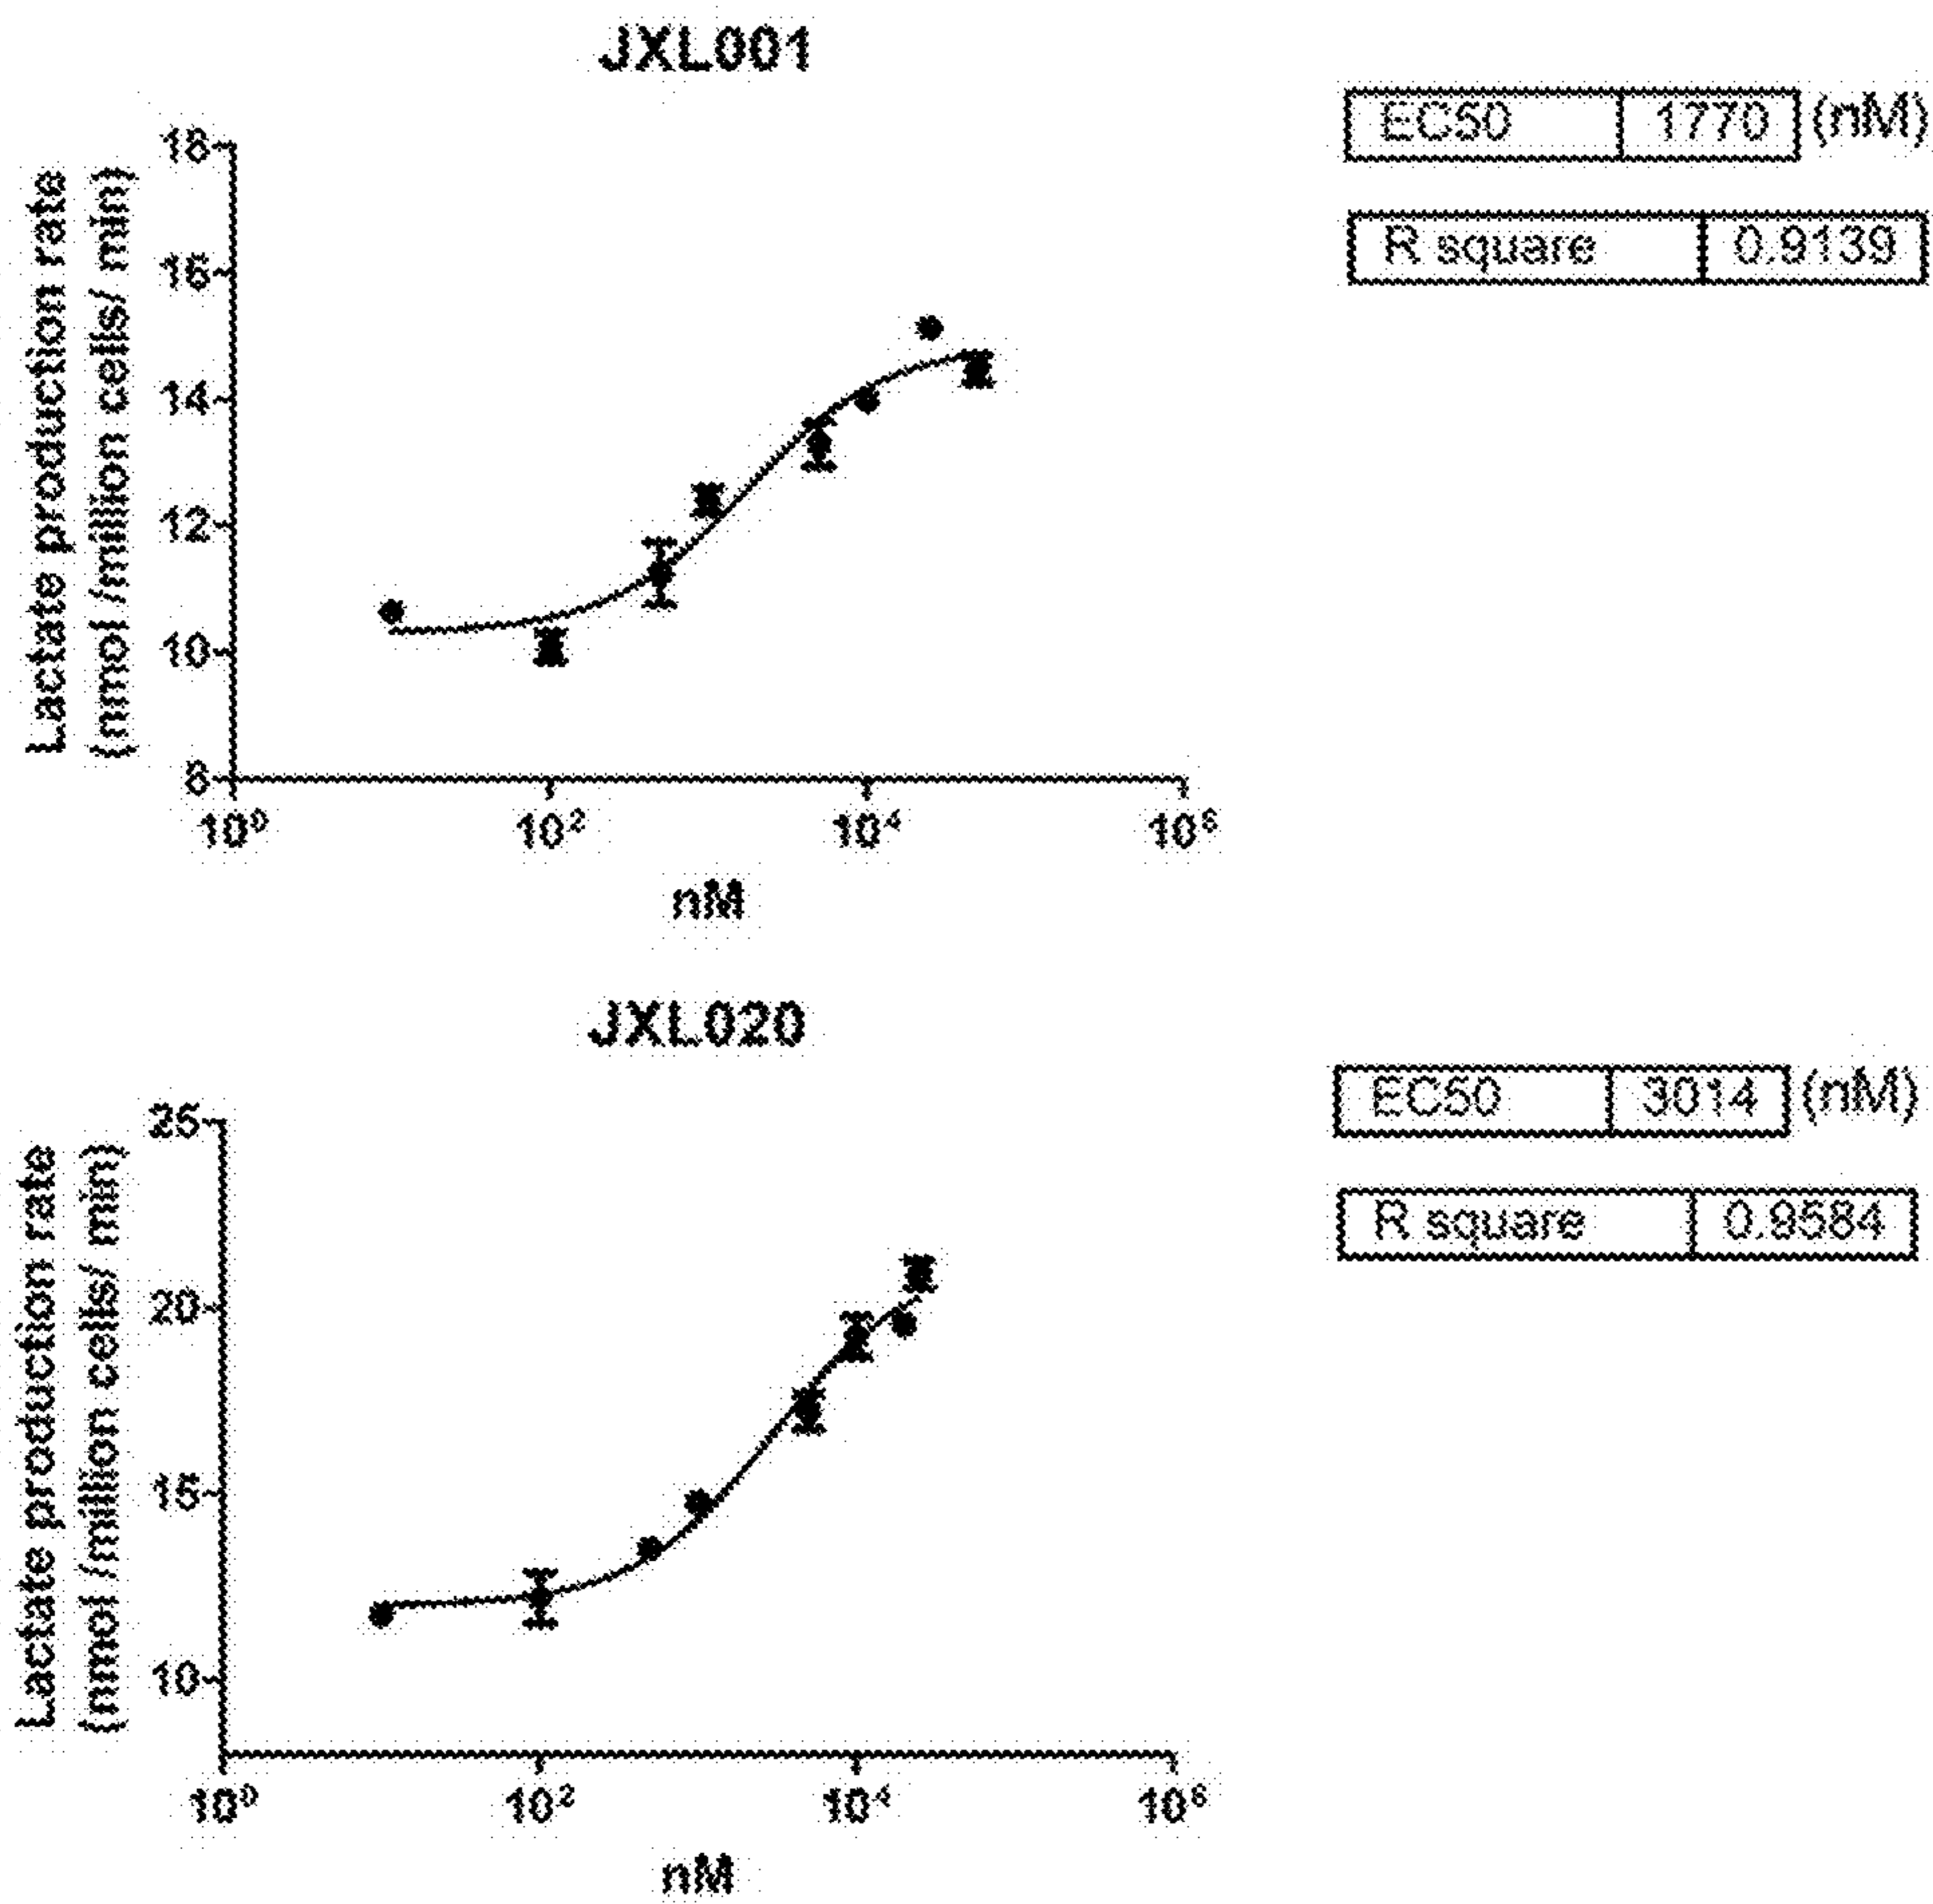 JXL001
EC50 1770 (nM)
R square 0.9139
Lactate production rate
(nmol /million cells/ min)
18
16
14
12
10
8
10⁰ 10² 10⁴ 10⁶
nM
JXL020
EC50 3014 (nM)
R square 0.9584
Lactate production rate
(nmol /million cells/ min)
25
20
15
10
10⁰ 10² 10⁴ 10⁶
nM